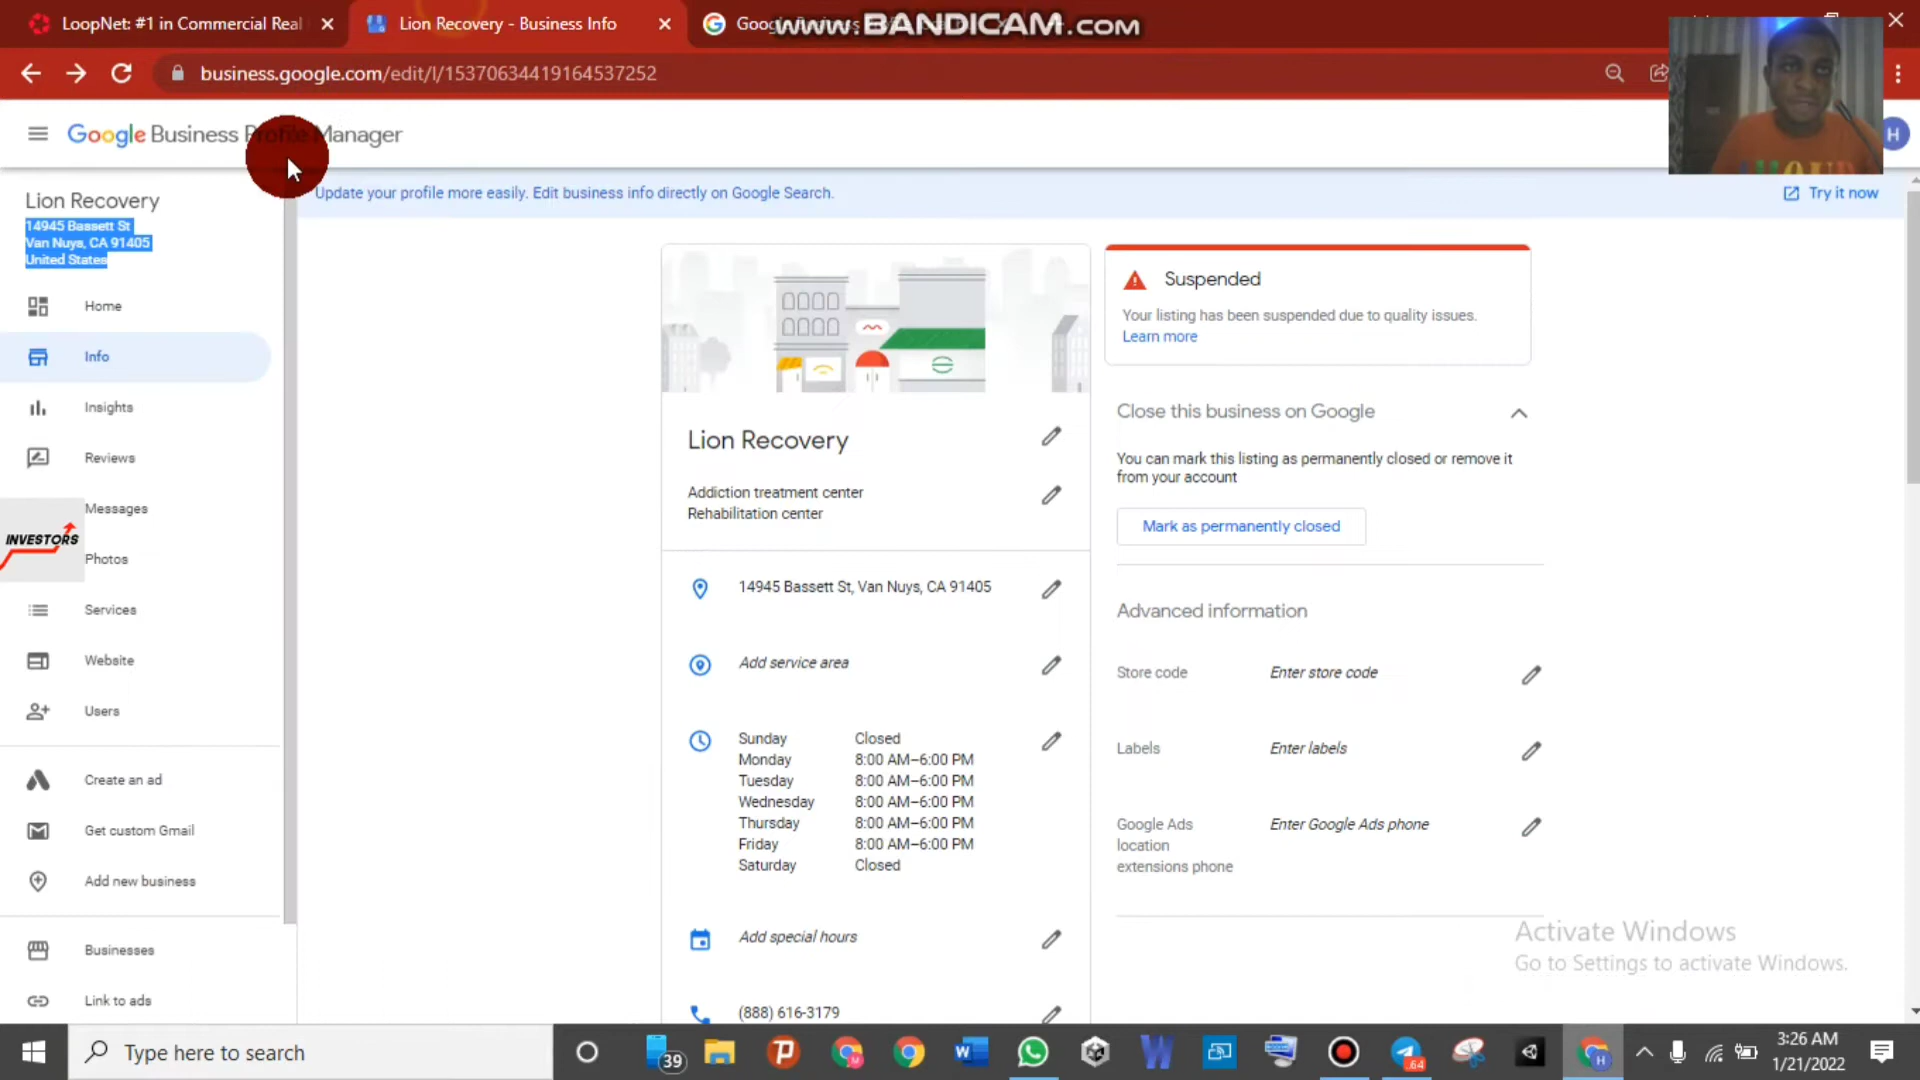 LoopNet: #1 in Commercial Real
Lion Recovery - Business Info
www.BANDICAM.com
business.google.com/edit/l/15370634419164537252
Google Business Profile Manager
H
Lion Recovery
14945 Bassett St
Van Nuys, CA 91405
United States
Update your profile more easily. Edit business info directly on Google Search.
Try it now
Home
Info
Insights
Reviews
Messages
INVESTORS
Photos
Services
Website
Users
Create an ad
Get custom Gmail
Add new business
Businesses
Link to ads
Lion Recovery
Addiction treatment center
Rehabilitation center
14945 Bassett St, Van Nuys, CA 91405
Add service area
Sunday Closed
Monday 8:00 AM–6:00 PM
Tuesday 8:00 AM–6:00 PM
Wednesday 8:00 AM–6:00 PM
Thursday 8:00 AM–6:00 PM
Friday 8:00 AM–6:00 PM
Saturday Closed
Add special hours
(888) 616-3179
Suspended
Your listing has been suspended due to quality issues.
Learn more
Close this business on Google
You can mark this listing as permanently closed or remove it
from your account
Mark as permanently closed
Advanced information
Store code Enter store code
Labels Enter labels
Google Ads Enter Google Ads phone
location
extensions phone
Activate Windows
Go to Settings to activate Windows.
Type here to search
39
64
3:26 AM
1/21/2022